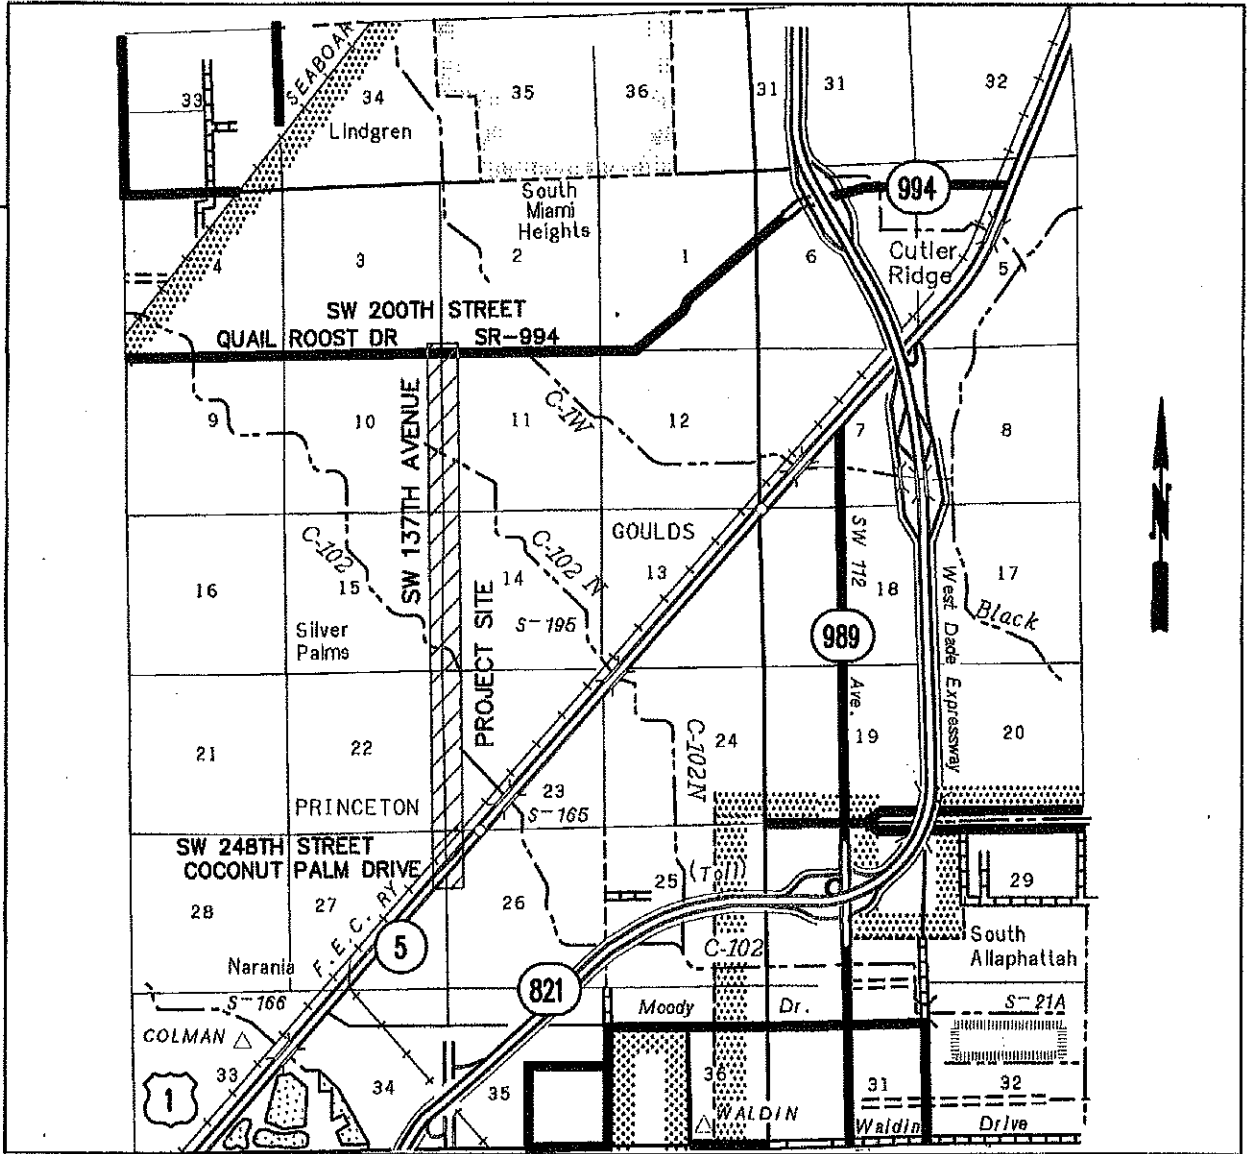 SEABOAR
33
34
35
36
31
31
32
Lindgren
994
South
Miami
Heights
4
3
2
1
6
Cutler
Ridge
5
SW 200TH STREET
QUAIL ROOST DR
SR-994
9
10
SW 137TH AVENUE
11
C-1W
12
7
8
N
16
C-102
15
C-102 N
14
GOULDS
13
SW 112
18
17
West Dade Expressway
Black
Silver
Palms
S-195
PROJECT SITE
989
Ave.
21
22
23
C-102N
24
19
20
PRINCETON
S-165
SW 248TH STREET
COCONUT PALM DRIVE
28
27
F.E.C. RY
26
25
(Toll)
29
5
C-102
South
Allaphattah
Narania
821
S-166
Moody
Dr.
S-21A
COLMAN
33
34
35
36
31
32
1
WALDIN
Waldin
Drive